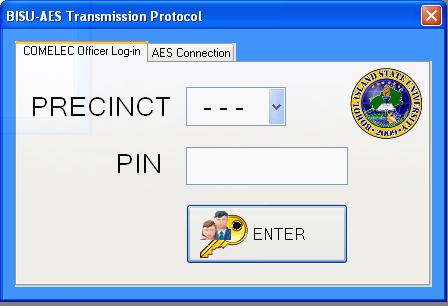 BISU-AES Transmission Protocol
COMELEC Officer Log-in
AES Connection
PRECINCT
- - -
PIN
ENTER
BOHOL ISLAND STATE UNIVERSITY
2009